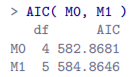 > AIC( M0, M1 )
   df      AIC
M0  4 582.8681
M1  5 584.8646